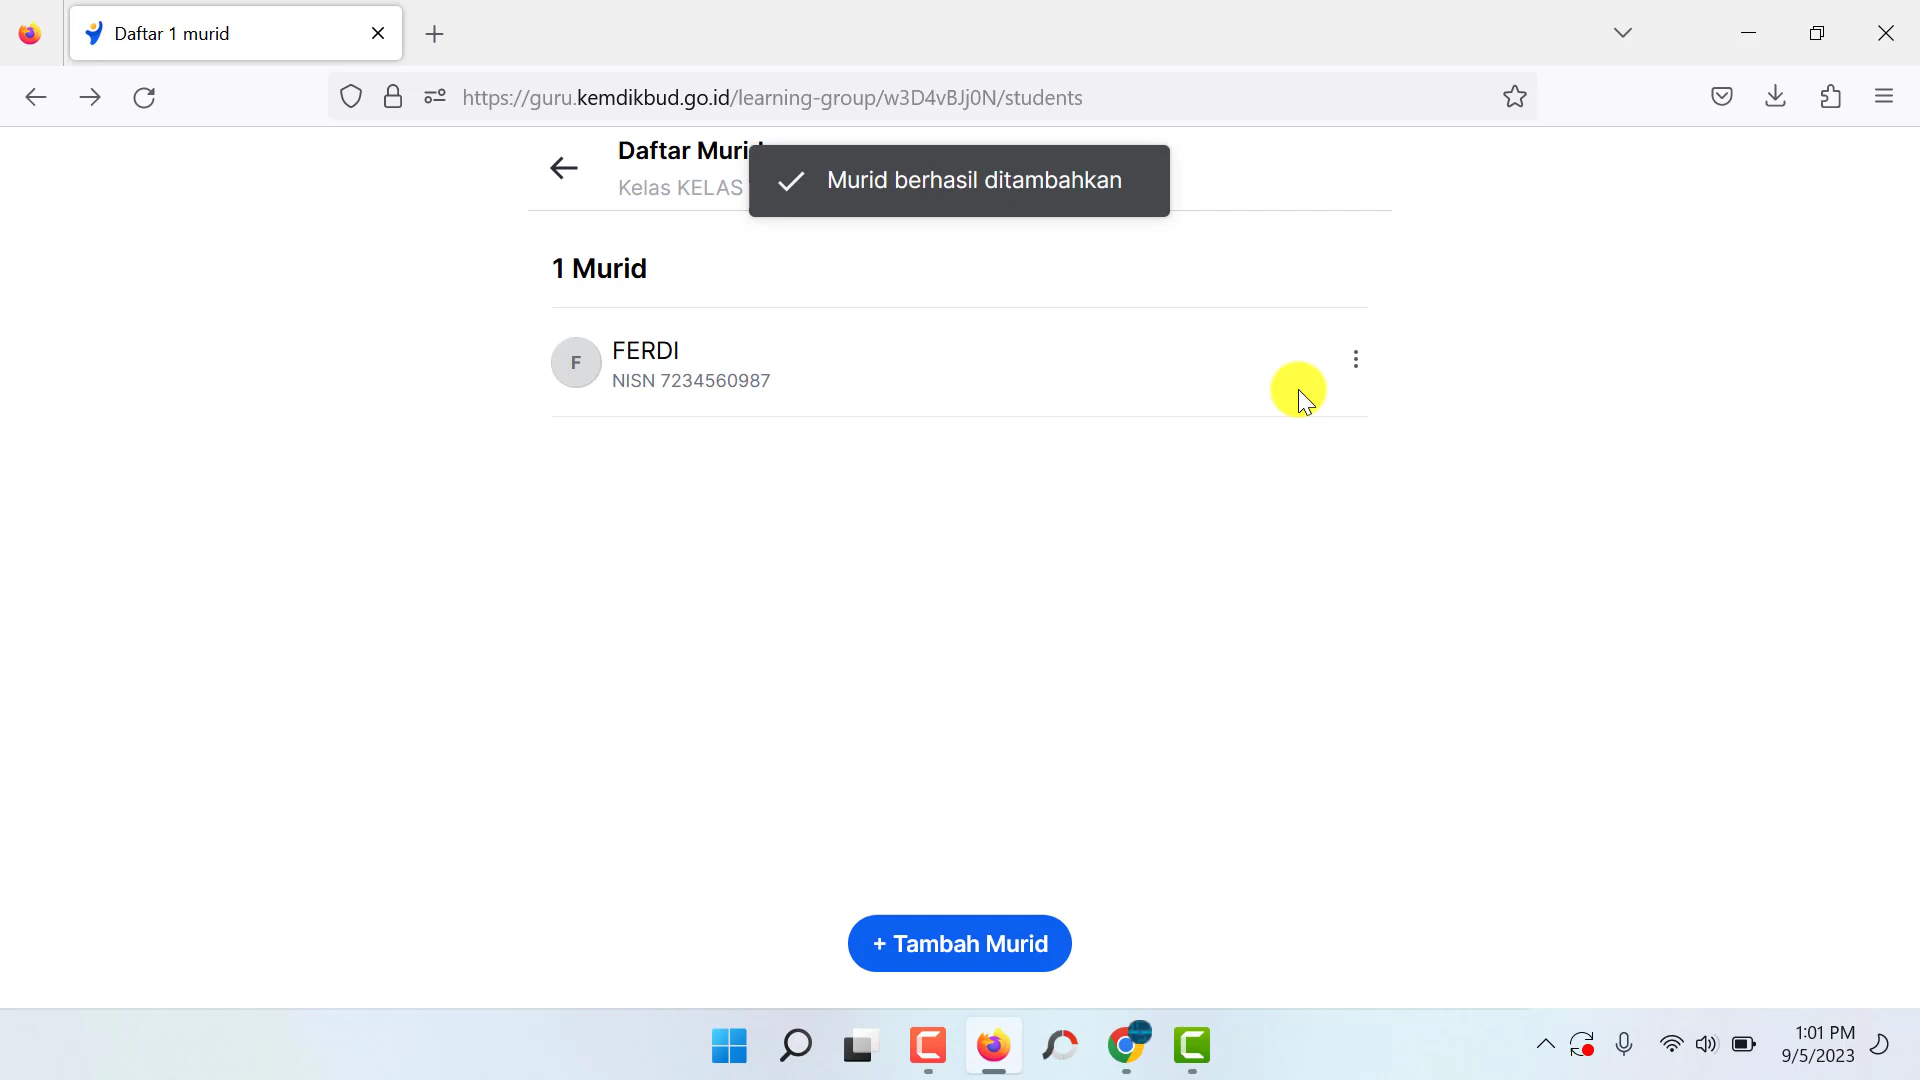 Daftar 1 murid
https://guru.kemdikbud.go.id/learning-group/w3D4vBJj0N/students
Daftar Murid
Kelas KELAS
Murid berhasil ditambahkan
1 Murid
F
FERDI
NISN 7234560987
+ Tambah Murid
1:01 PM
9/5/2023